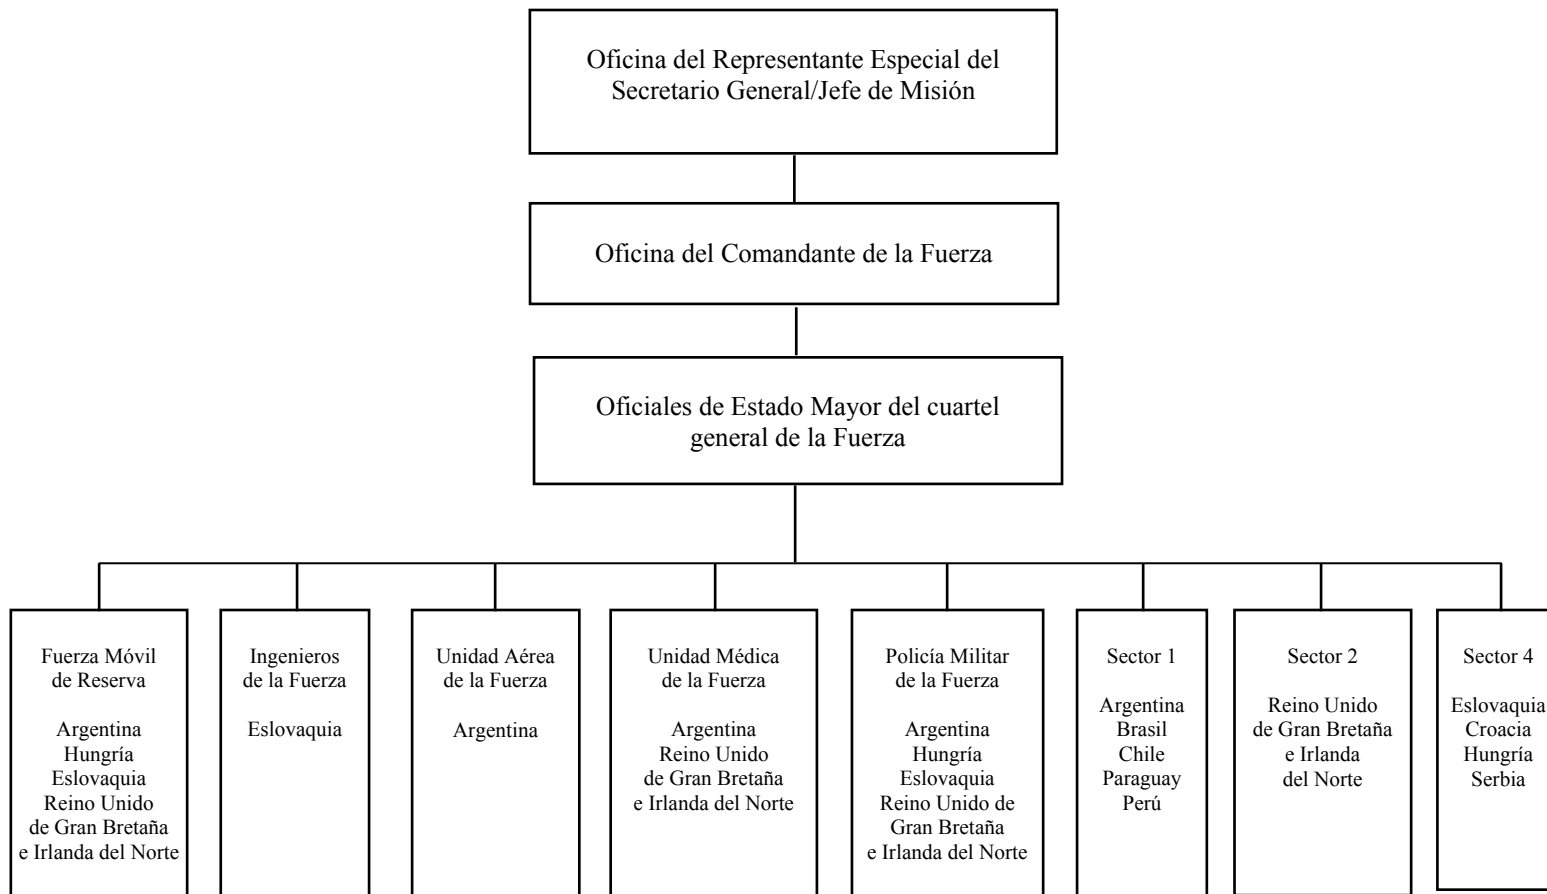 Oficina del Representante Especial del
Secretario General/Jefe de Misión
Oficina del Comandante de la Fuerza
Oficiales de Estado Mayor del cuartel
general de la Fuerza
Fuerza Móvil
de Reserva
Argentina
Hungría
Eslovaquia
Reino Unido
de Gran Bretaña
e Irlanda del Norte
Ingenieros
de la Fuerza
Eslovaquia
Unidad Aérea
de la Fuerza
Argentina
Unidad Médica
de la Fuerza
Argentina
Reino Unido
de Gran Bretaña
e Irlanda del Norte
Policía Militar
de la Fuerza
Argentina
Hungría
Eslovaquia
Reino Unido de
Gran Bretaña
e Irlanda del Norte
Sector 1
Argentina
Brasil
Chile
Paraguay
Perú
Sector 2
Reino Unido
de Gran Bretaña
e Irlanda
del Norte
Sector 4
Eslovaquia
Croacia
Hungría
Serbia